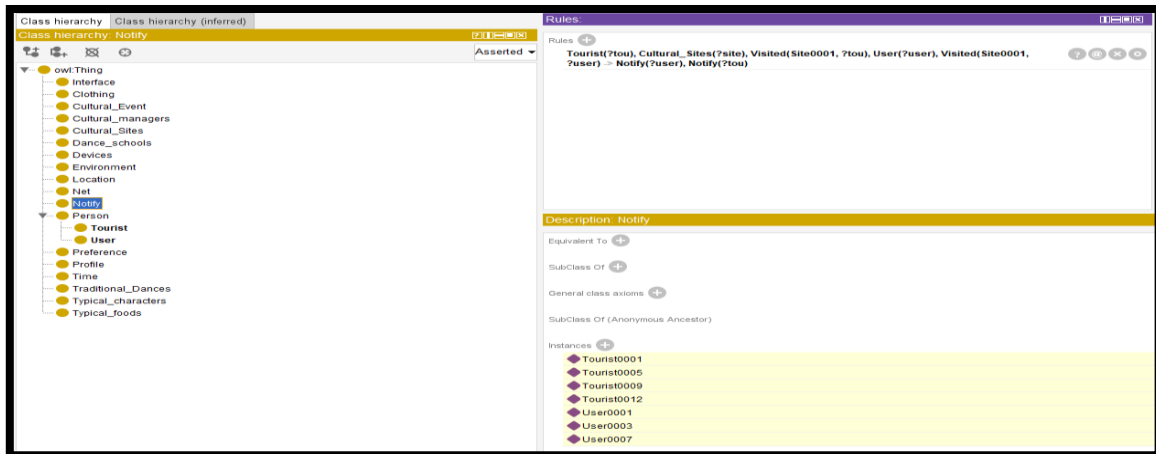 Class hierarchy
Class hierarchy (inferred)
Class hierarchy: Notify
Asserted
owl:Thing
Interface
Clothing
Cultural_Event
Cultural_managers
Cultural_Sites
Dance_schools
Devices
Environment
Location
Net
Notify
Person
Tourist
User
Preference
Profile
Time
Traditional_Dances
Typical_characters
Typical_foods
Rules:
Rules
Tourist(?tou), Cultural_Sites(?site), Visited(Site0001, ?tou), User(?user), Visited(Site0001,
?user) -> Notify(?user), Notify(?tou)
Description: Notify
Equivalent To
SubClass Of
General class axioms
SubClass Of (Anonymous Ancestor)
Instances
Tourist0001
Tourist0005
Tourist0009
Tourist0012
User0001
User0003
User0007